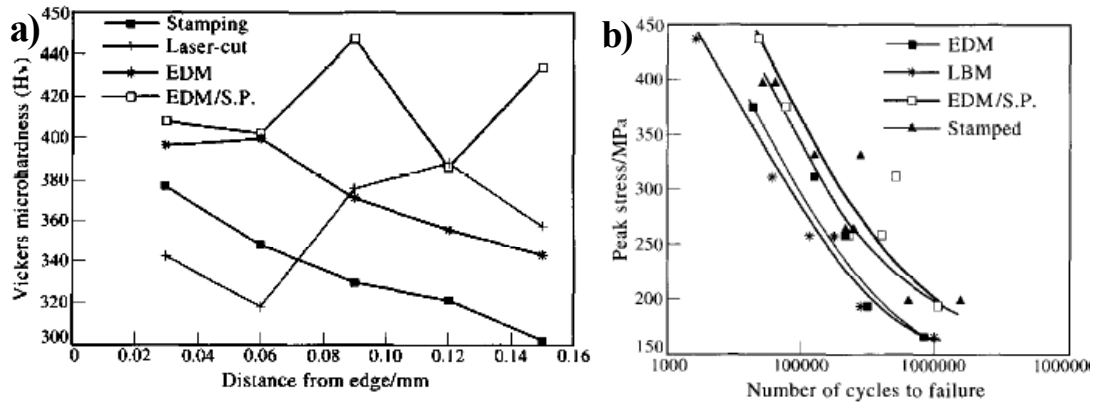 a)
Stamping
Laser-cut
EDM
EDM/S.P.
Vickers microhardness (Hv)
450
440
420
400
380
360
340
320
300
0
0.02
0.04
0.06
0.08
0.10
0.12
0.14
0.16
Distance from edge/mm
b)
EDM
LBM
EDM/S.P.
Stamped
Peak stress/MPa
450
400
350
300
250
200
150
1000
100000
1000000
100000
Number of cycles to failure